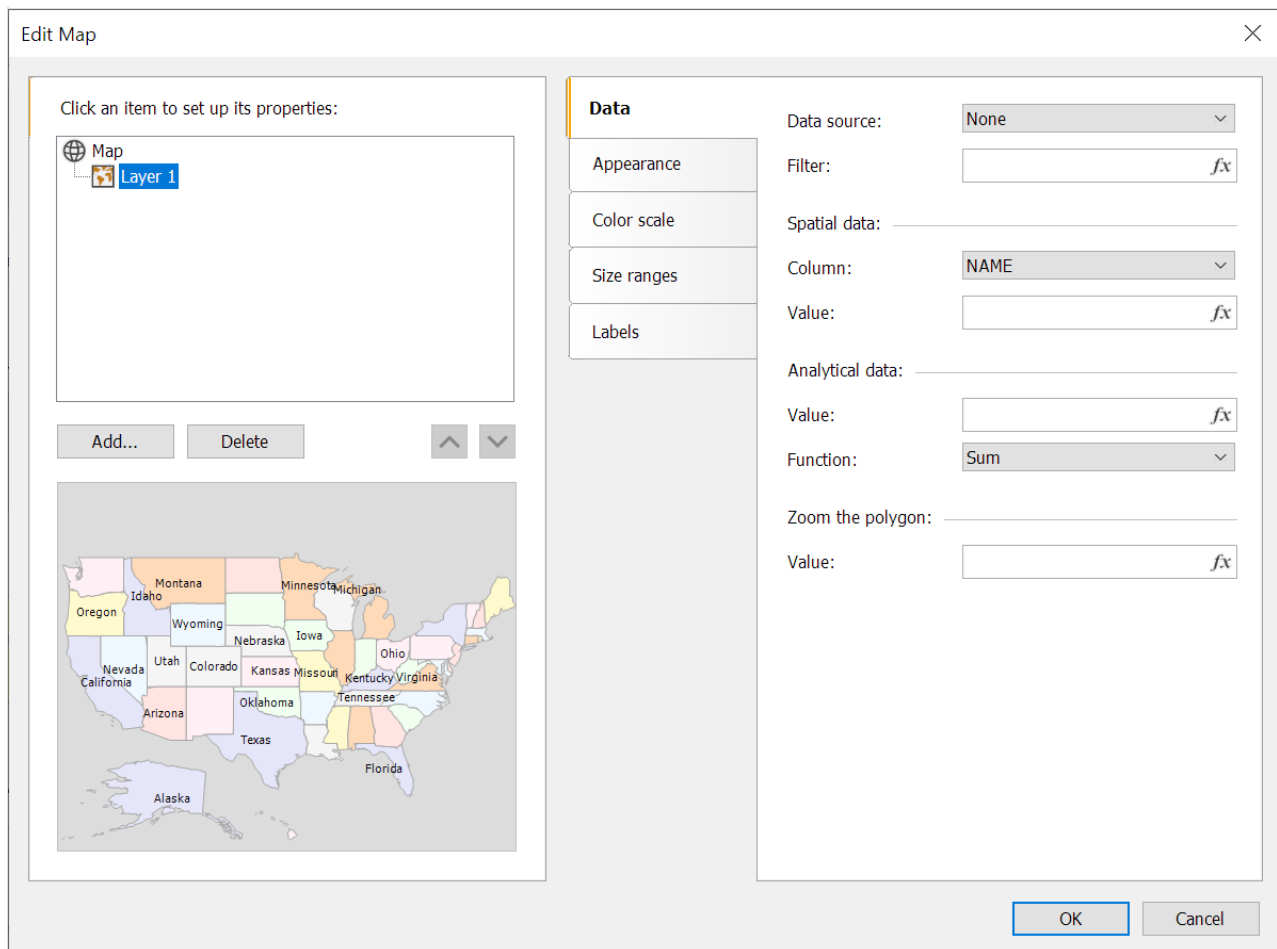 Edit Map
Click an item to set up its properties:
Map
Layer 1
Add...
Delete
Montana
Minnesota
Michigan
Idaho
Oregon
Wyoming
Iowa
Nebraska
Ohio
Utah
Colorado
Nevada
Kansas
Missouri
Kentucky
Virginia
California
Tennessee
Oklahoma
Arizona
Texas
Florida
Alaska
Data
Appearance
Color scale
Size ranges
Labels
Data source:
None
Filter:
fx
Spatial data:
Column:
NAME
Value:
fx
Analytical data:
Value:
fx
Function:
Sum
Zoom the polygon:
Value:
fx
OK
Cancel